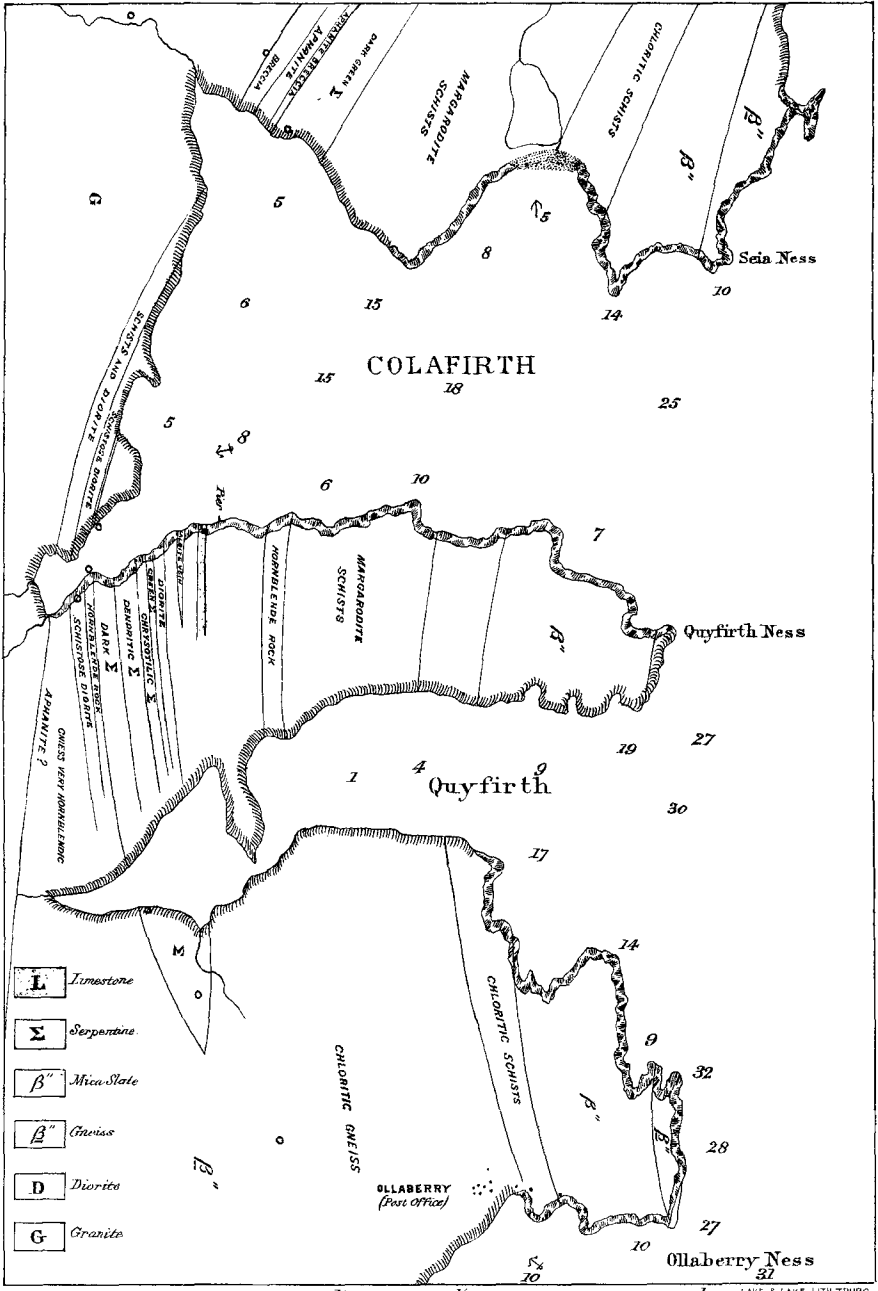 BRECCIA
APHANITE
APHANITE BRECCIA
DARK GREEN Σ
MARGARODITE
SCHISTS
CHLORITIC SCHISTS
β"
β"
G
5
5
8
Seia Ness
10
14
6
15
SCHISTS AND DIORITE
SCHISTOSE DIORITE
COLAFIRTH
15
18
25
5
8
6
10
Pier
7
HORNBLENDE ROCK
MARGARODITE
SCHISTS
β"
Quyfirth Ness
DIORITE
GREEN Σ
CHRYSOTILIC Σ
DENDRITIC Σ
DARK Σ
HORNBLENDE ROCK
SCHISTOSE DIORITE
GNIESS VERY HORNBLENDIC
APHANITE?
27
19
1
4
9
Quyfirth
30
17
14
M
L Limestone
Σ Serpentine
β" Mica Slate
β" Gneiss
D Diorite
G Granite
CHLORITIC GNEISS
CHLORITIC SCHISTS
9
32
β"
β"
β"
28
OLLABERRY
(Post Office)
27
10
Ollaberry Ness
10
31